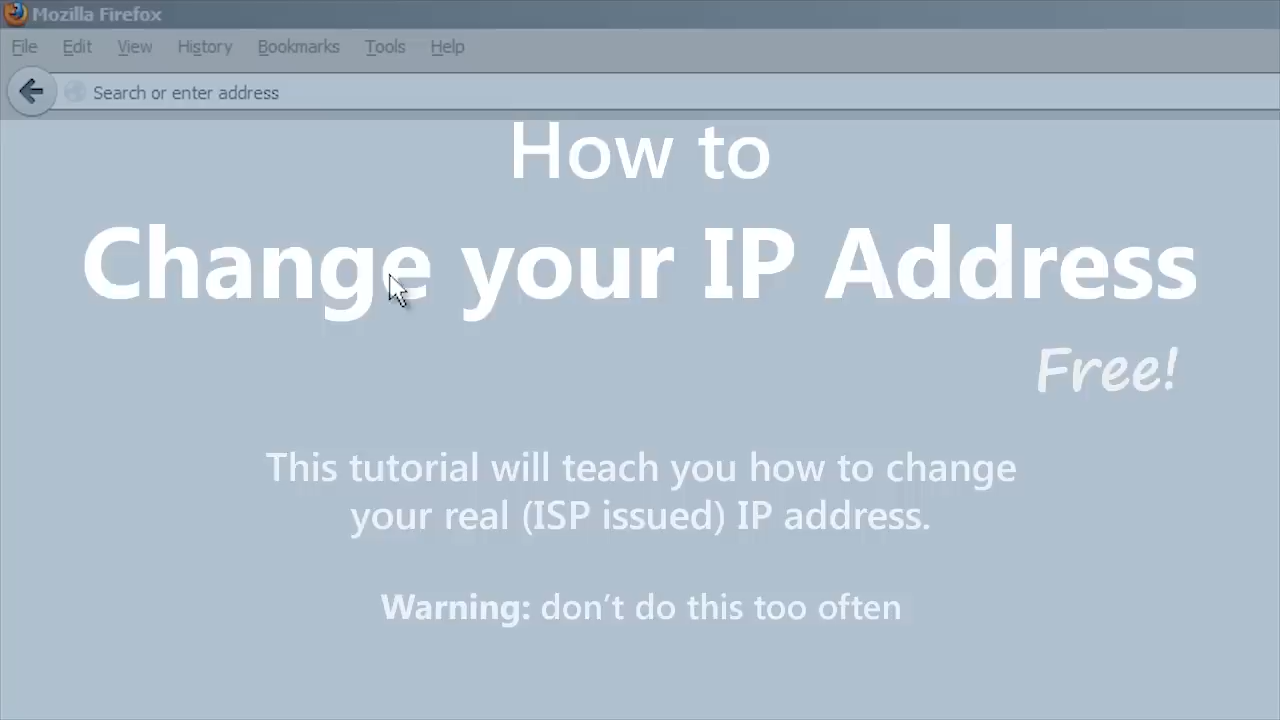 Mozilla Firefox
File Edit View History Bookmarks Tools Help
Search or enter address
How to
Change your IP Address
Free!
This tutorial will teach you how to change
your real (ISP issued) IP address.
Warning: don’t do this too often